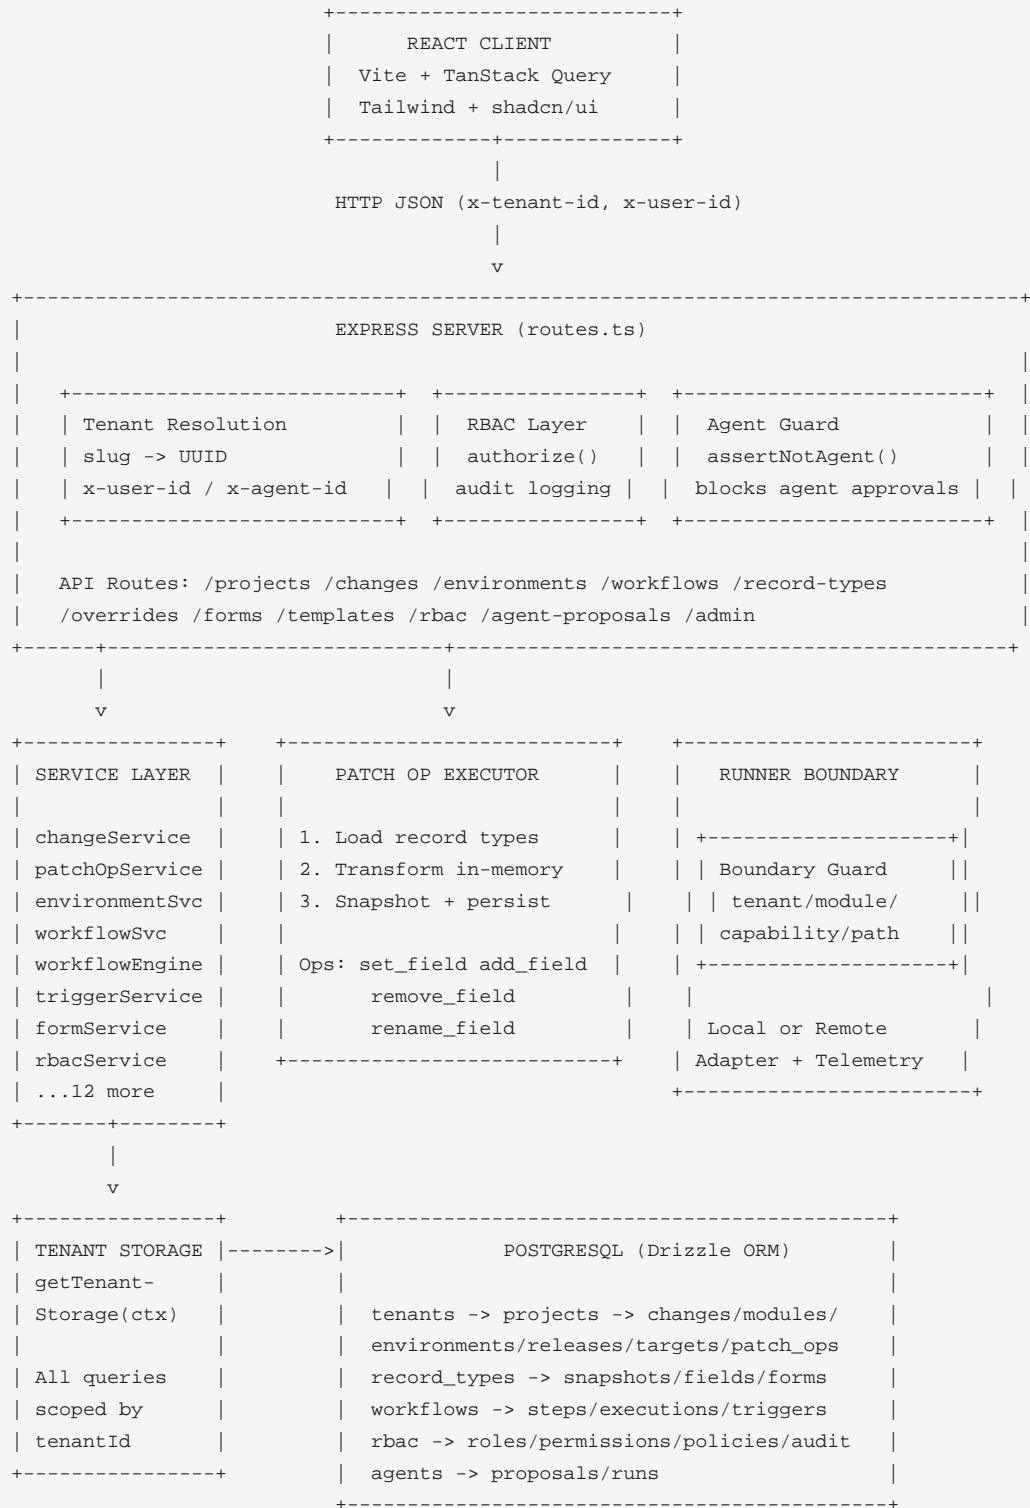 +----------------------------+
|      REACT CLIENT          |
|  Vite + TanStack Query     |
|  Tailwind + shadcn/ui      |
+-------------+--------------+
|
HTTP JSON (x-tenant-id, x-user-id)
|
v
+-----------------------------------------------------------------------------------+
|                          EXPRESS SERVER (routes.ts)
|                                                                                   |
|   +---------------------------+  +----------------+  +-------------------------+  |
|   | Tenant Resolution         |  |  RBAC Layer    |  |  Agent Guard            |  |
|   | slug -> UUID              |  |  authorize()   |  |  assertNotAgent()       |  |
|   | x-user-id / x-agent-id   |  |  audit logging |  |  blocks agent approvals |  |
|   +---------------------------+  +----------------+  +-------------------------+  |
|                                                                                   |
|   API Routes: /projects /changes /environments /workflows /record-types           |
|   /overrides /forms /templates /rbac /agent-proposals /admin                      |
+------+----------------------------+----------------------------------------------+
|                            |
v                            v
+----------------+    +---------------------------+    +------------------------+
| SERVICE LAYER  |    |    PATCH OP EXECUTOR      |    |   RUNNER BOUNDARY      |
|                |    |                           |    |                        |
| changeService  |    | 1. Load record types      |    | +--------------------+|
| patchOpService |    | 2. Transform in-memory    |    | | | Boundary Guard     ||
| environmentSvc |    | 3. Snapshot + persist      |    | | | tenant/module/     ||
| workflowSvc    |    |                           |    | | | capability/path    ||
| workflowEngine |    | Ops: set_field add_field  |    | +--------------------+|
| triggerService |    |       remove_field         |    |                        |
| formService    |    |       rename_field         |    | | Local or Remote       |
| rbacService    |    +---------------------------+    | Adapter + Telemetry   |
| ...12 more     |                                     +------------------------+
+-------+--------+
|
v
+----------------+         +---------------------------------------------+
| TENANT STORAGE |-------->|             POSTGRESQL (Drizzle ORM)        |
| getTenant-     |         |                                             |
| Storage(ctx)   |         |  tenants -> projects -> changes/modules/    |
|                |         |  environments/releases/targets/patch_ops    |
| All queries    |         |  record_types -> snapshots/fields/forms     |
| scoped by      |         |  workflows -> steps/executions/triggers     |
| tenantId       |         |  rbac -> roles/permissions/policies/audit   |
+----------------+         |  agents -> proposals/runs                   |
+---------------------------------------------+